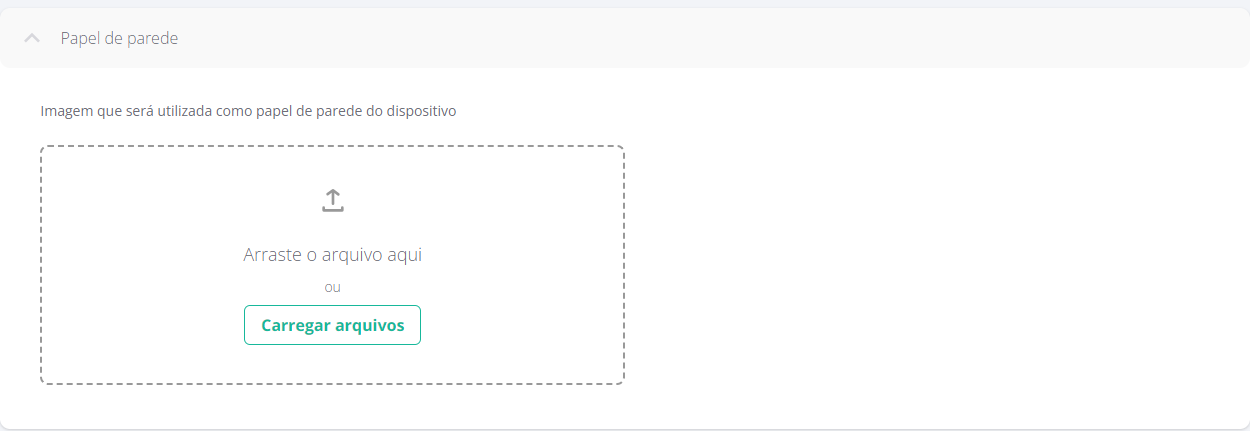 Papel de parede
Imagem que será utilizada como papel de parede do dispositivo
Arraste o arquivo aqui
ou
Carregar arquivos